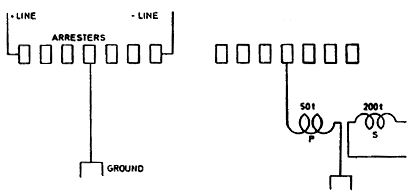 + LINE
- LINE
ARRESTERS
GROUND
50t
P
200t
S